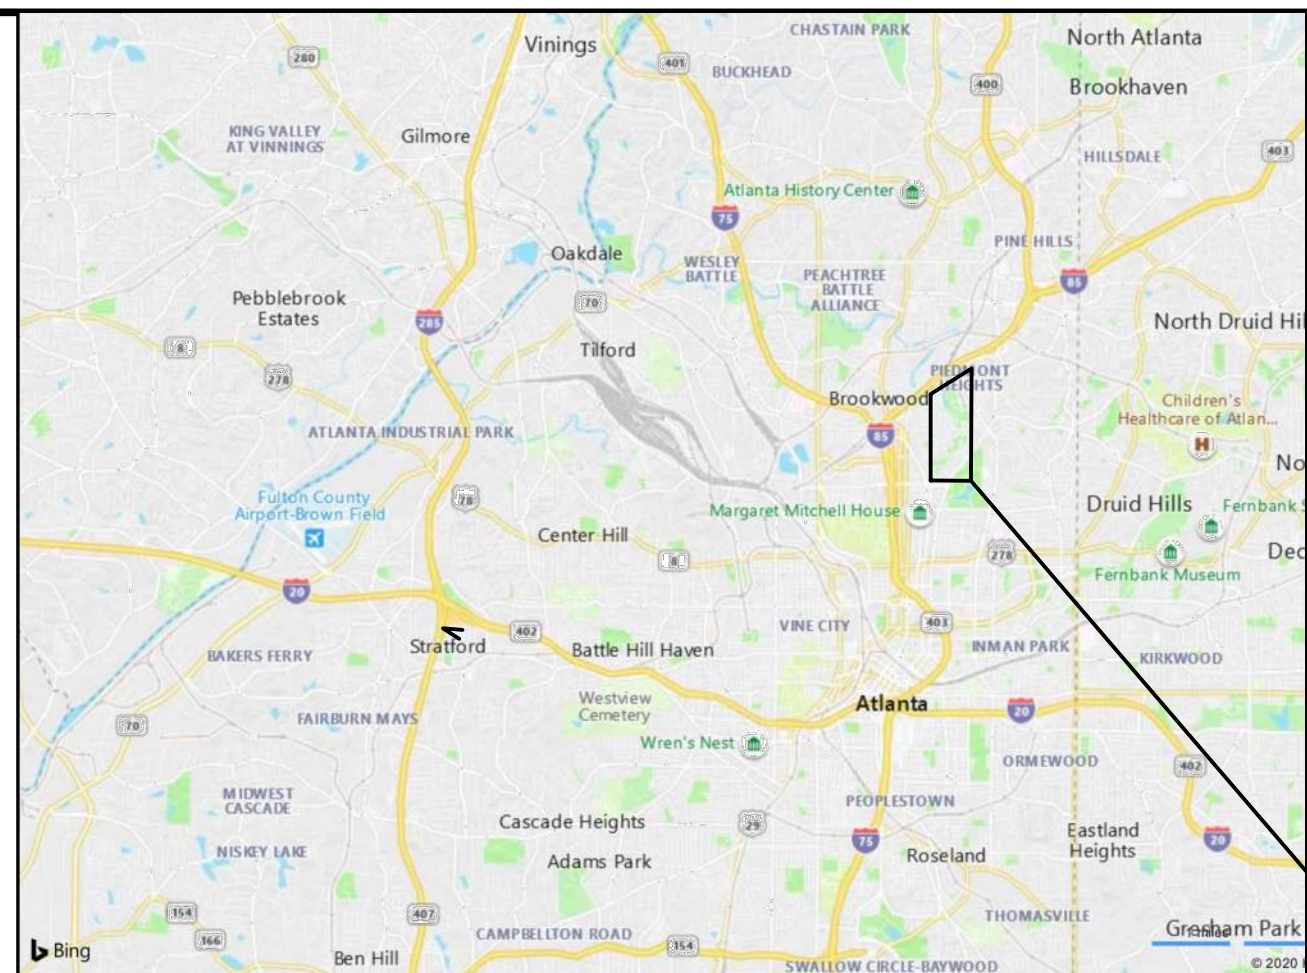 Vinings
CHASTAIN PARK
North Atlanta
280
401
BUCKHEAD
400
Brookhaven
KING VALLEY
AT VINNINGS
Gilmore
HILLSDALE
403
Atlanta History Center
75
PINE HILLS
Oakdale
WESLEY
BATTLE
PEACHTREE
BATTLE
ALLIANCE
85
Pebblebrook
Estates
70
285
North Druid Hil
8
Tilford
278
PIEDMONT
HEIGHTS
Brookwood
Children's
Healthcare of Atlan...
85
ATLANTA INDUSTRIAL PARK
H
No
Fulton County
Airport-Brown Field
78
Margaret Mitchell House
Druid Hills
Fernbank S
Center Hill
278
Dec
8
Fernbank Museum
20
402
VINE CITY
403
Stratford
Battle Hill Haven
INMAN PARK
BAKERS FERRY
KIRKWOOD
Westview
Cemetery
Atlanta
20
70
FAIRBURN MAYS
Wren's Nest
ORMEWOOD
402
MIDWEST
CASCADE
PEOPLESTOWN
Cascade Heights
29
75
Eastland
Heights
20
NISKEY LAKE
Adams Park
Roseland
154
407
THOMASVILLE
166
CAMPBELLTON ROAD
154
Gresham Park
1 miles
Bing
Ben Hill
SWALLOW CIRCLE-BAYWOOD
© 2020